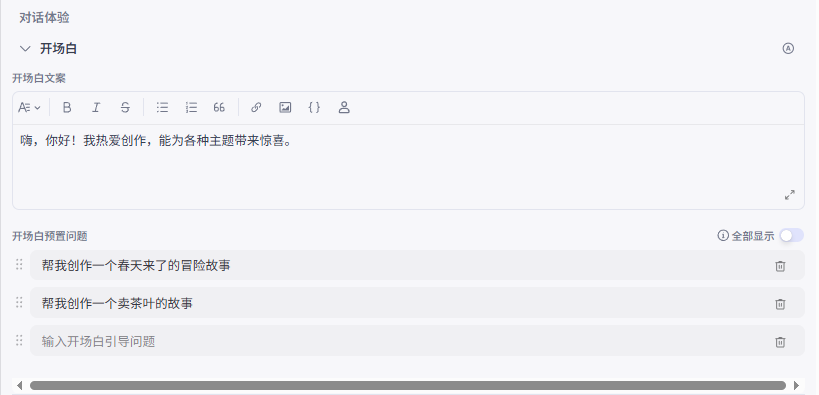 对话体验
开场白
开场白文案
嗨，你好！我热爱创作，能为各种主题带来惊喜。
开场白预置问题 全部显示
帮我创作一个春天来了的冒险故事
帮我创作一个卖茶叶的故事
输入开场白引导问题